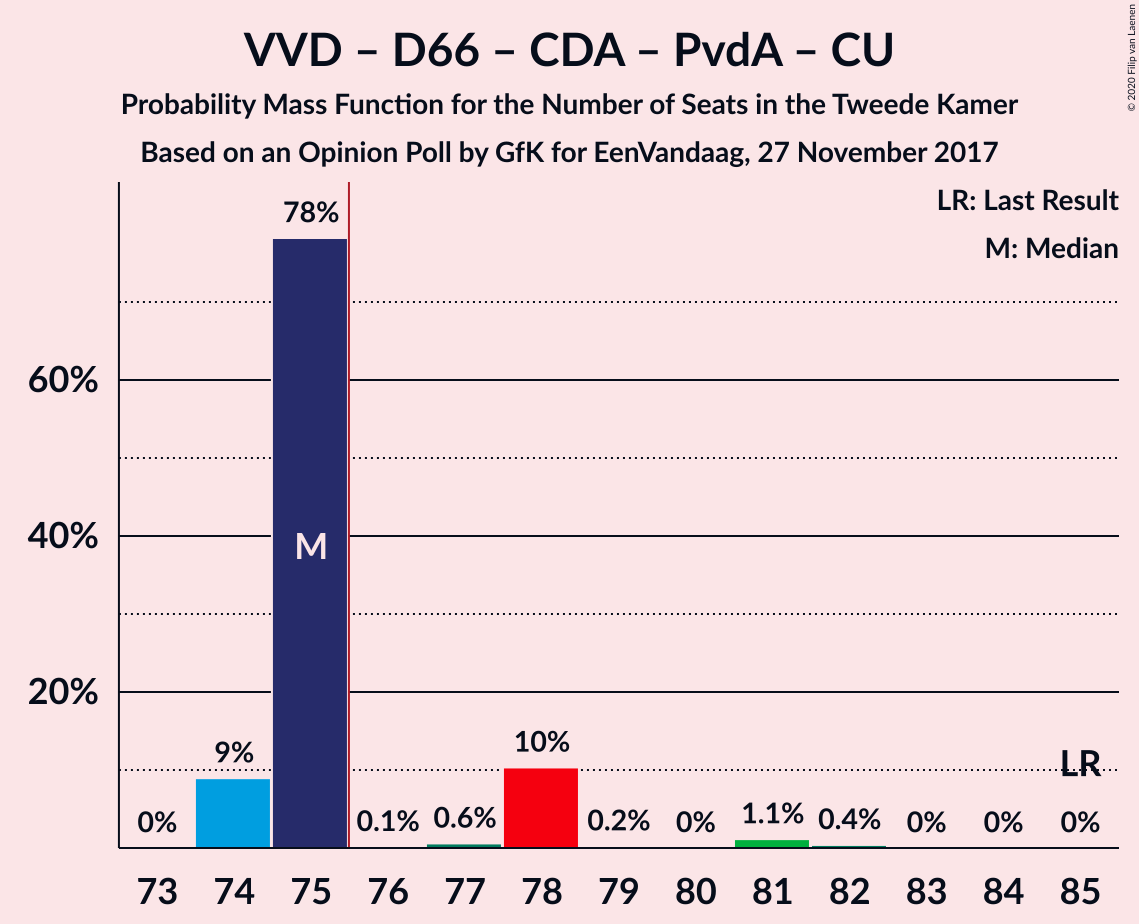 VVD – D66 – CDA – PvdA – CU
Probability Mass Function for the Number of Seats in the Tweede Kamer
Based on an Opinion Poll by GfK for EenVandaag, 27 November 2017
© 2020 Filip van Laenen
LR: Last Result
M: Median
60%
40%
20%
0%
9%
78%
M
0.1%
0.6%
10%
0.2%
0%
1.1%
0.4%
0%
0%
LR
0%
73 74 75 76 77 78 79 80 81 82 83 84 85